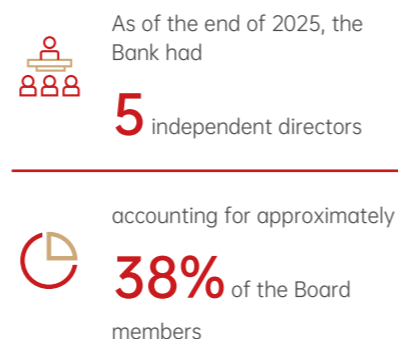 As of the end of 2025, the
Bank had
5 independent directors
accounting for approximately
38% of the Board
members